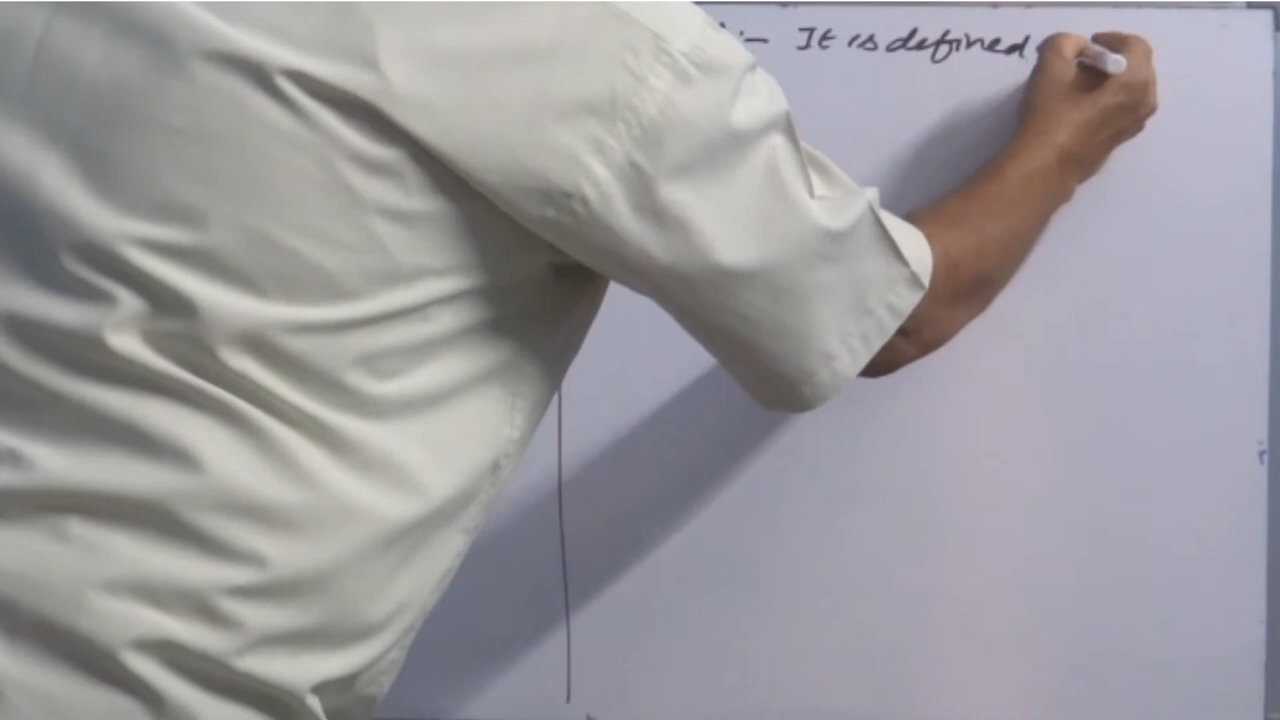 :- It is defined